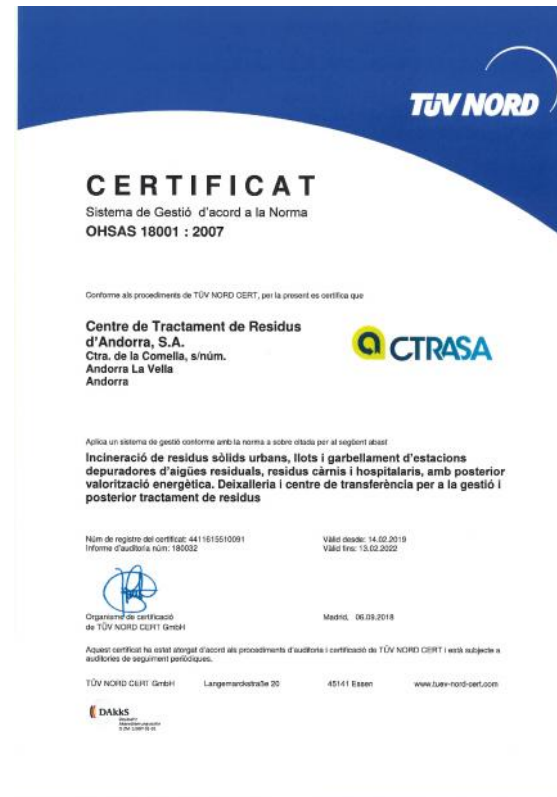 TÜV NORD
CERTIFICAT
Sistema de Gestió d'acord a la Norma
OHSAS 18001 : 2007
Conforme als procediments de TÜV NORD CERT, per la present es certifica que
Centre de Tractament de Residus
d'Andorra, S.A.
Ctra. de la Comella, s/núm.
Andorra La Vella
Andorra
CTRASA
Aplica un sistema de gestió conforme amb la norma a sobre citada per al següent abast
Incineració de residus sòlids urbans, llots i garbellament d'estacions
depuradores d'aigües residuals, residus càrnis i hospitalaris, amb posterior
valorització energètica. Deixalleria i centre de transferència per a la gestió i
posterior tractament de residus
Núm de registre del certificat: 4411615510091
Informe d'auditoria núm: 180032
Vàlid desde: 14.02.2019
Vàlid fins: 13.02.2022
Organisme de certificació
de TÜV NORD CERT GmbH
Madrid, 06.09.2018
Aquest certificat ha estat atorgat d'acord als procediments d'auditoria i certificació de TÜV NORD CERT i està subjecte a
auditories de seguiment periòdiques.
TÜV NORD CERT GmbH Langemarckstraße 20 45141 Essen www.tuev-nord-cert.com
DAkkS